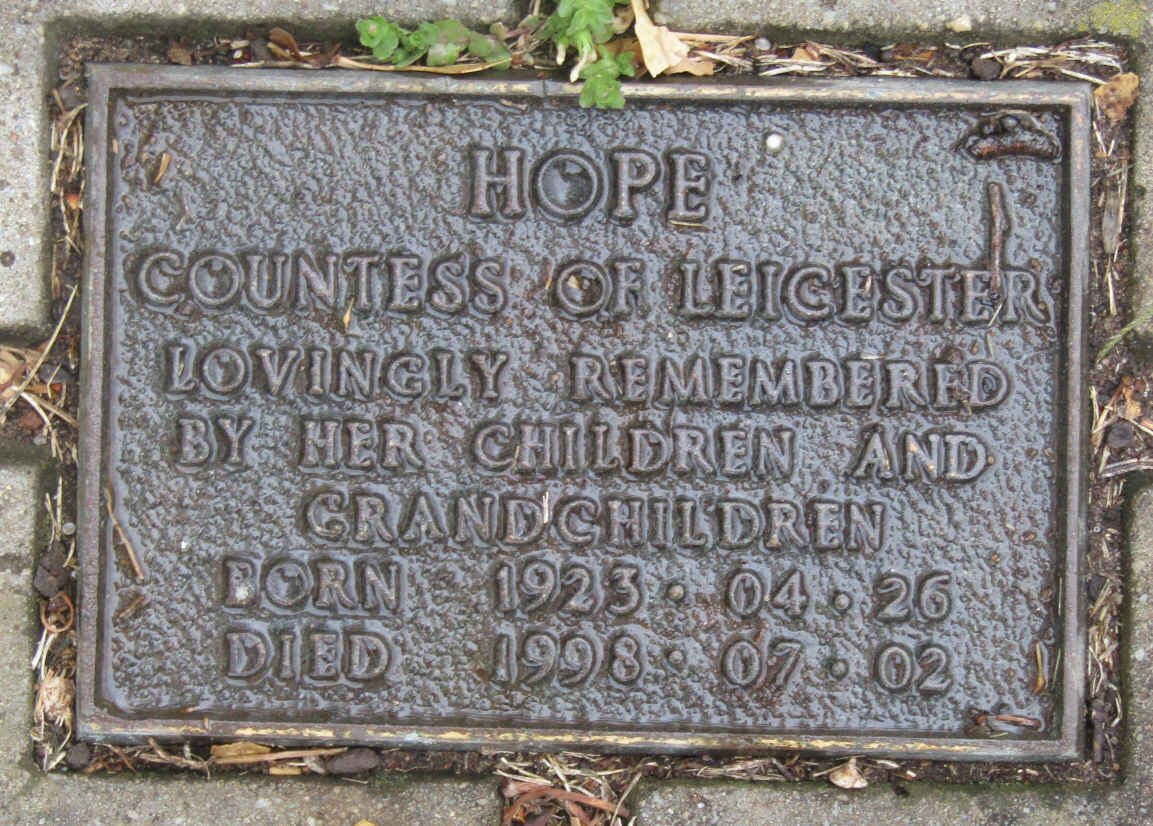 HOPE
COUNTESS OF LEICESTER
LOVINGLY REMEMBERED
BY HER CHILDREN AND
GRANDCHILDREN
BORN 1923 · 04 · 26
DIED 1998 · 07 · 02